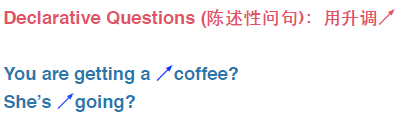 Declarative Questions (陈述性问句)：用升调↗
You are getting a ↗coffee?
She’s ↗going?